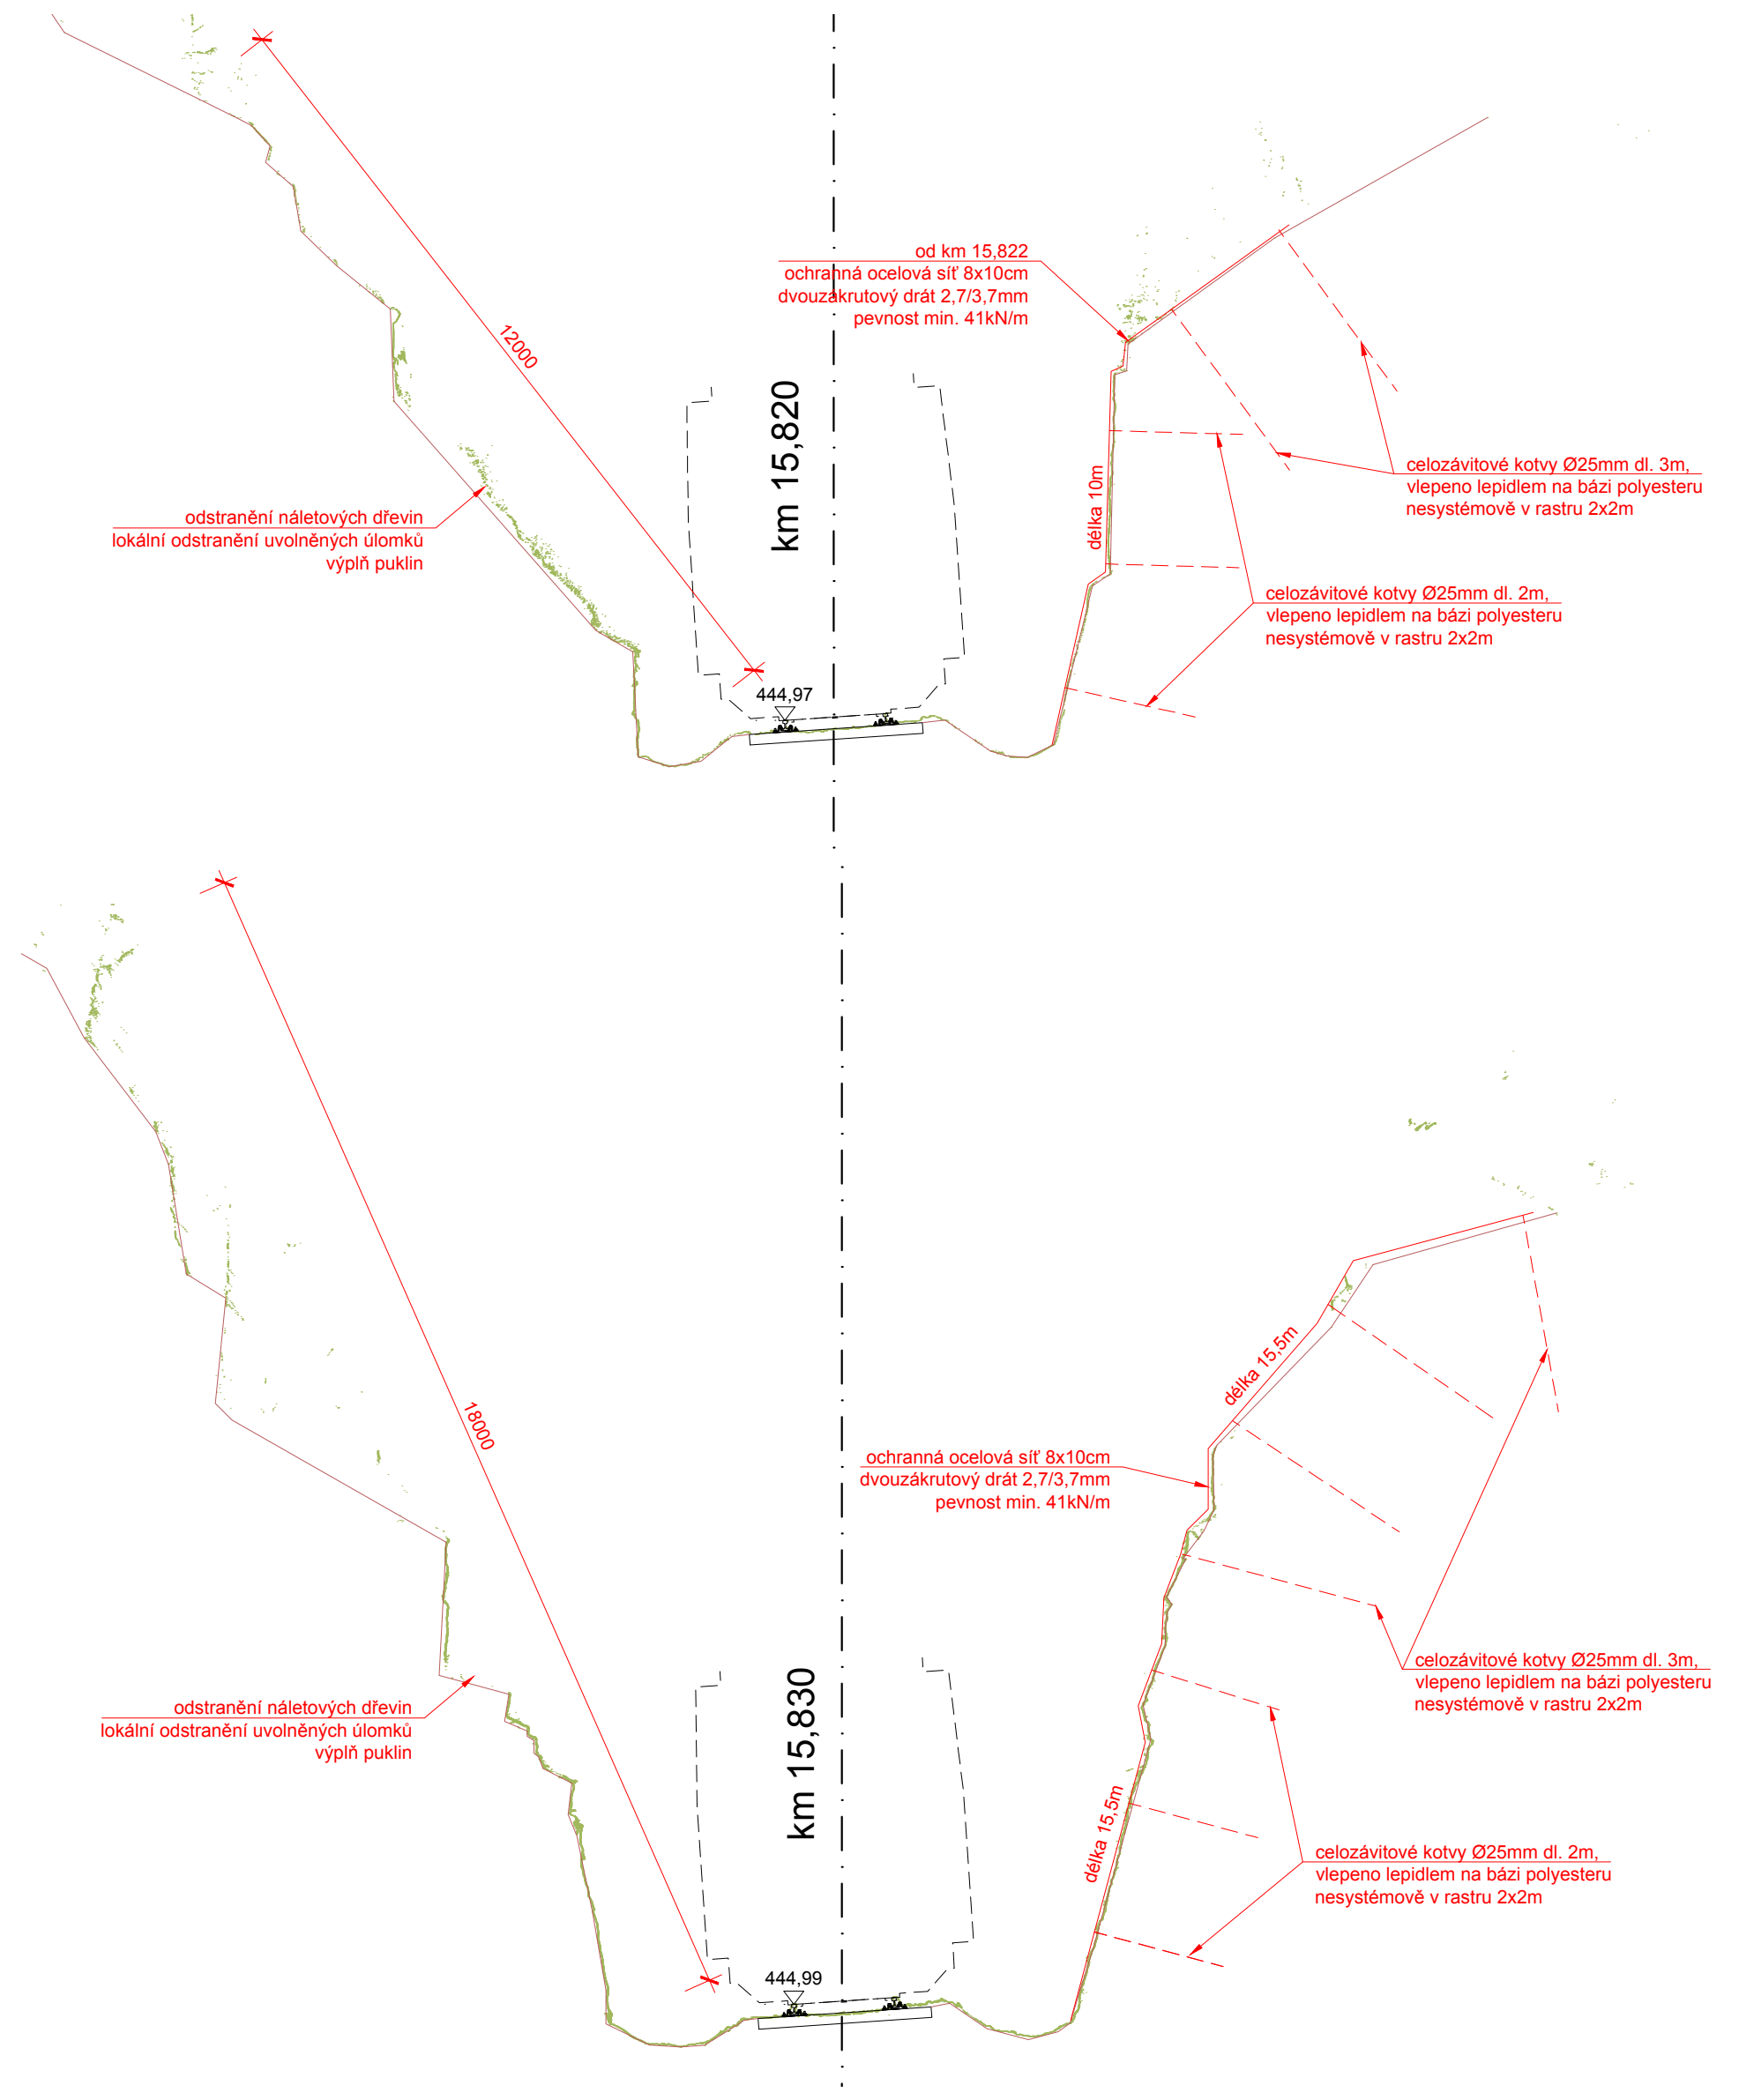 od km 15,822
ochranná ocelová síť 8x10cm
dvouzákrutový drát 2,7/3,7mm
pevnost min. 41kN/m
12000
km 15,820
délka 10m
celozávitové kotvy Ø25mm dl. 3m,
vlepeno lepidlem na bázi polyesteru
nesystémově v rastru 2x2m
odstranění náletových dřevin
lokální odstranění uvolněných úlomků
výplň puklin
celozávitové kotvy Ø25mm dl. 2m,
vlepeno lepidlem na bázi polyesteru
nesystémově v rastru 2x2m
444,97
18000
délka 15,5m
ochranná ocelová síť 8x10cm
dvouzákrutový drát 2,7/3,7mm
pevnost min. 41kN/m
celozávitové kotvy Ø25mm dl. 3m,
vlepeno lepidlem na bázi polyesteru
nesystémově v rastru 2x2m
odstranění náletových dřevin
lokální odstranění uvolněných úlomků
výplň puklin
km 15,830
délka 15,5m
celozávitové kotvy Ø25mm dl. 2m,
vlepeno lepidlem na bázi polyesteru
nesystémově v rastru 2x2m
444,99